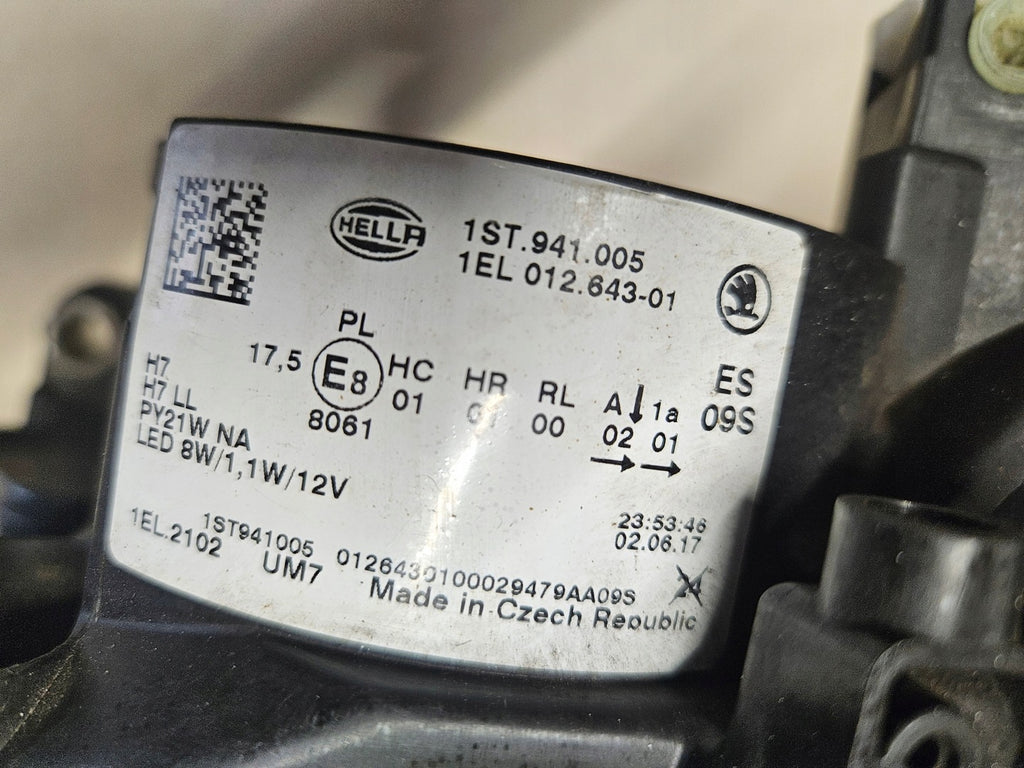 HELLA
1ST.941.005
1EL 012.643-01
PL
17,5 E8 HC HR RL A 1a ES
8061 01 01 00 02 01 09S
H7
H7 LL
PY21W NA
LED 8W/1,1W/12V
23:53:46
02.06.17
1ST941005 0126430100029479AA09S
1EL.2102 UM7 Made in Czech Republic